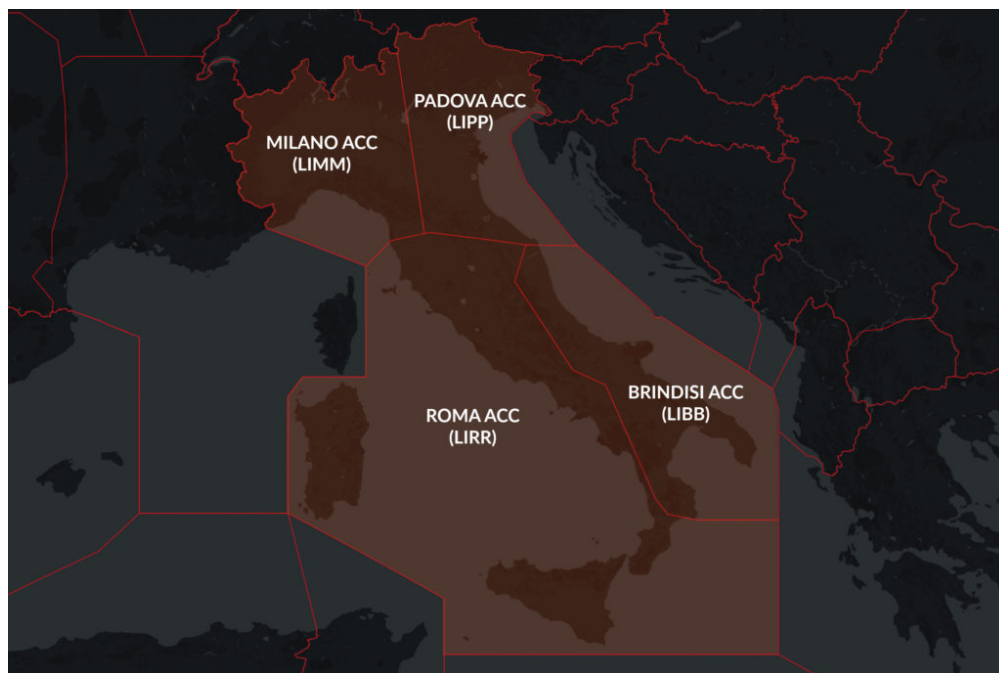 PADOVA ACC
(LIPP)
MILANO ACC
(LIMM)
BRINDISI ACC
(LIBB)
ROMA ACC
(LIRR)